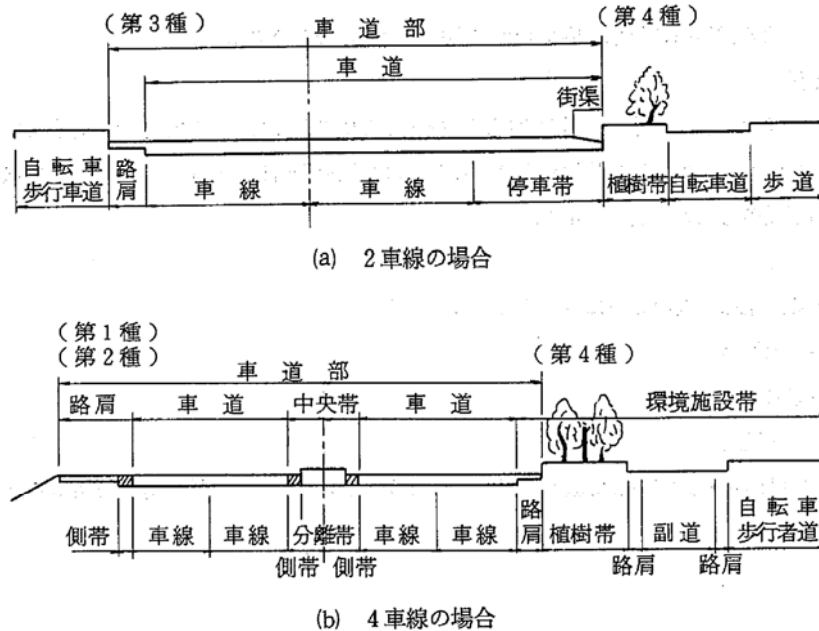 （第3種）
車道部
（第4種）
車道
街渠
自転車
歩行車道
路肩
車線
車線
停車帯
植樹帯
自転車道
歩道
(a) 2車線の場合
（第1種）
（第2種）
車道部
（第4種）
路肩
車道
中央帯
車道
環境施設帯
側帯
車線
車線
分離帯
車線
車線
路肩
植樹帯
副道
自転車
歩行者道
側帯
側帯
路肩
路肩
(b) 4車線の場合